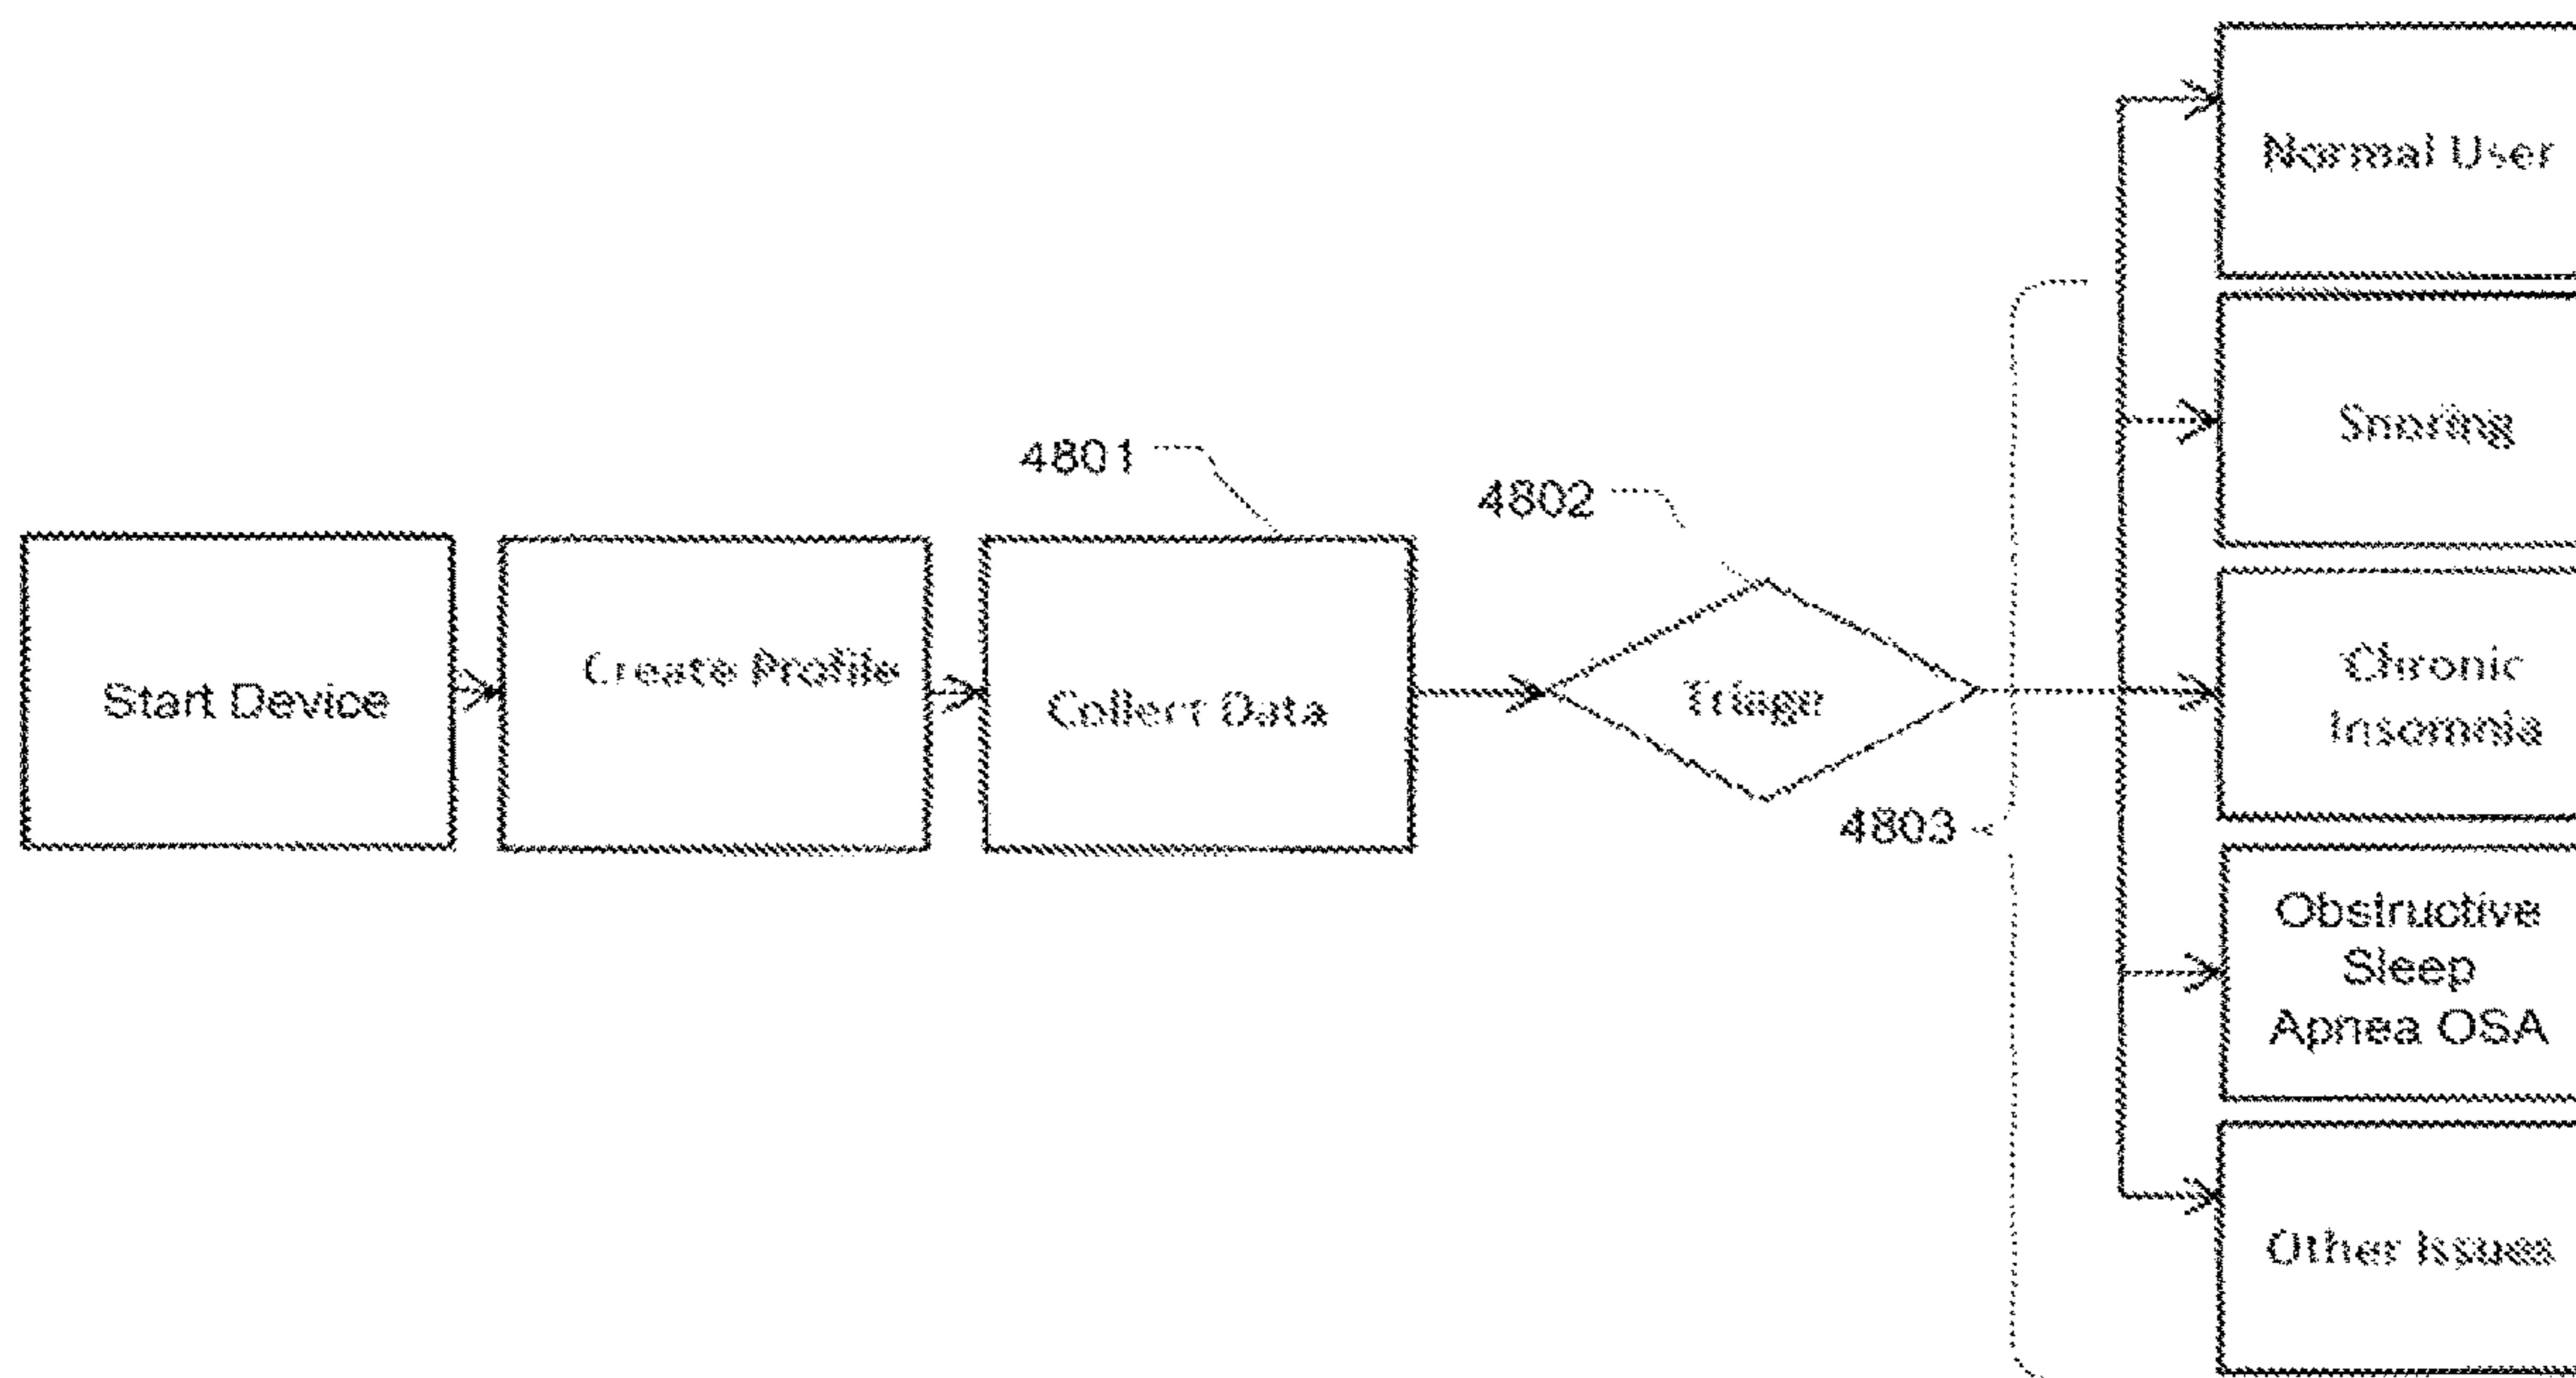 Start Device
Create Profile
4801
Collect Data
4802
Triage
4803
Normal User
Snoring
Chronic
Insomnia
Obstructive
Sleep
Apnea OSA
Other Issues